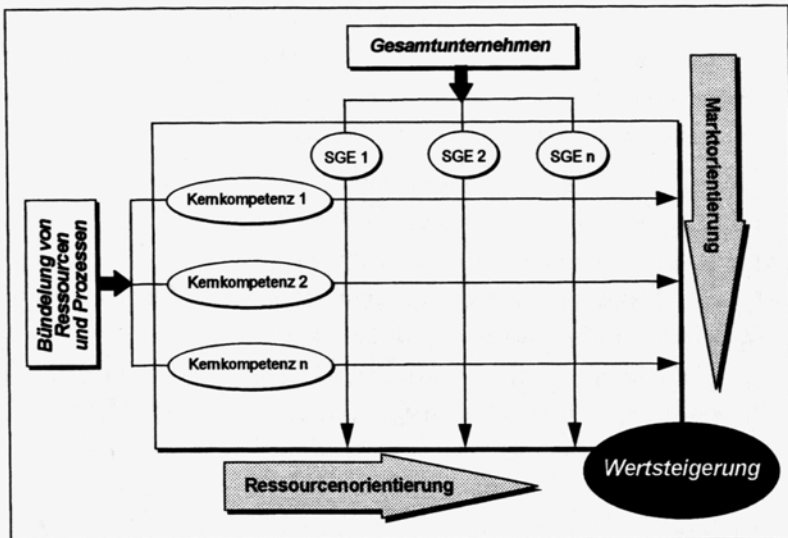 Gesamtunternehmen
Marktorientierung
SGE 1
SGE 2
SGE n
Kernkompetenz 1
Bündelung von
Ressourcen
und Prozessen
Kernkompetenz 2
Kernkompetenz n
Wertsteigerung
Ressourcenorientierung